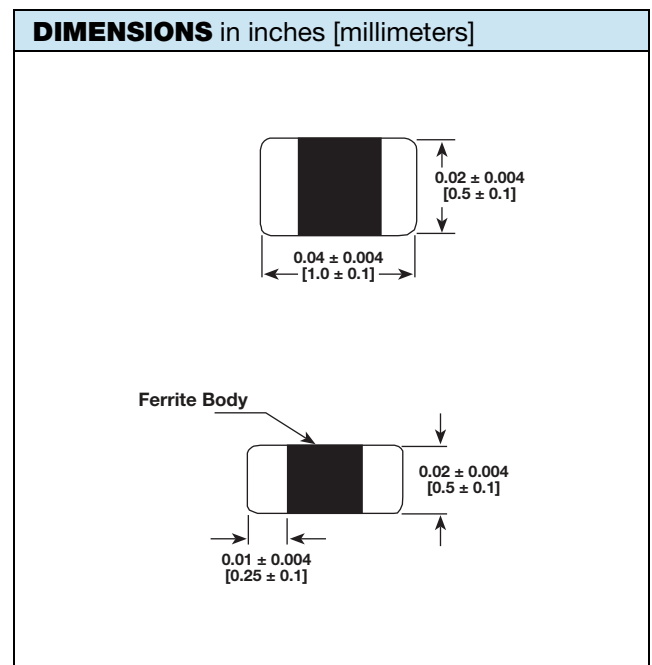 DIMENSIONS in inches [millimeters]
0.02 ± 0.004
[0.5 ± 0.1]
0.04 ± 0.004
[1.0 ± 0.1]
Ferrite Body
0.02 ± 0.004
[0.5 ± 0.1]
0.01 ± 0.004
[0.25 ± 0.1]